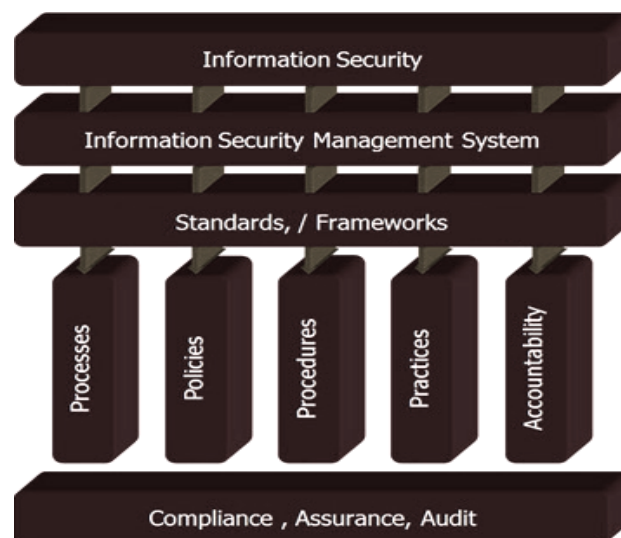 Information Security
Information Security Management System
Standards, / Frameworks
Processes
Policies
Procedures
Practices
Accountability
Compliance , Assurance, Audit